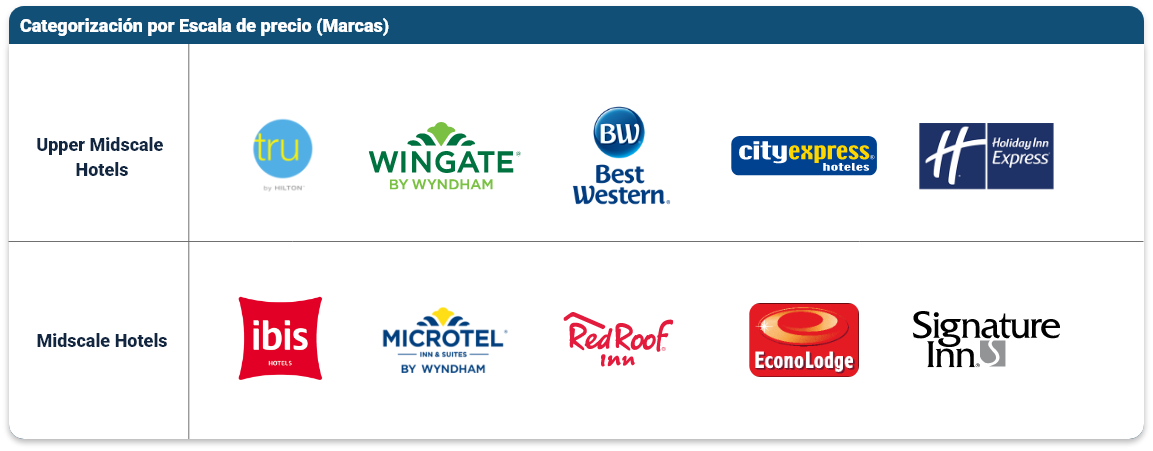 Categorización por Escala de precio (Marcas)
Upper Midscale
Hotels
tru
by HILTON™
WINGATE®
BY WYNDHAM
BW
Best
Western®
cityexpress®
hoteles
H
Holiday Inn
Express®
Midscale Hotels
ibis
HOTELS
MICROTEL®
INN & SUITES
BY WYNDHAM
Red Roof
Inn®
EconoLodge
Signature
Inn. S